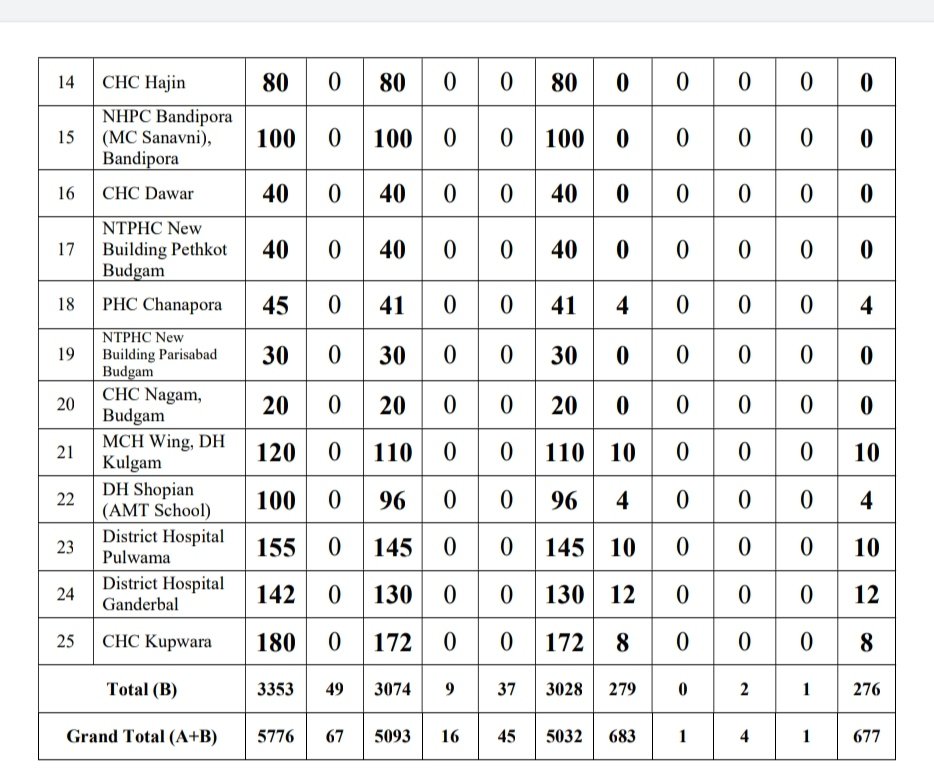 14 CHC Hajin 80 0 80 0 0 80 0 0 0 0 0
NHPC Bandipora
15 (MC Sanavni), 100 0 100 0 0 100 0 0 0 0 0
Bandipora
16 CHC Dawar 40 0 40 0 0 40 0 0 0 0 0
NTPHC New
17 Building Pethkot 40 0 40 0 0 40 0 0 0 0 0
Budgam
18 PHC Chanapora 45 0 41 0 0 41 4 0 0 0 4
NTPHC New
19 Building Parisabad 30 0 30 0 0 30 0 0 0 0 0
Budgam
20 CHC Nagam, 20 0 20 0 0 20 0 0 0 0 0
Budgam
21 MCH Wing, DH 120 0 110 0 0 110 10 0 0 0 10
Kulgam
22 DH Shopian 100 0 96 0 0 96 4 0 0 0 4
(AMT School)
23 District Hospital 155 0 145 0 0 145 10 0 0 0 10
Pulwama
24 District Hospital 142 0 130 0 0 130 12 0 0 0 12
Ganderbal
25 CHC Kupwara 180 0 172 0 0 172 8 0 0 0 8
Total (B) 3353 49 3074 9 37 3028 279 0 2 1 276
Grand Total (A+B) 5776 67 5093 16 45 5032 683 1 4 1 677